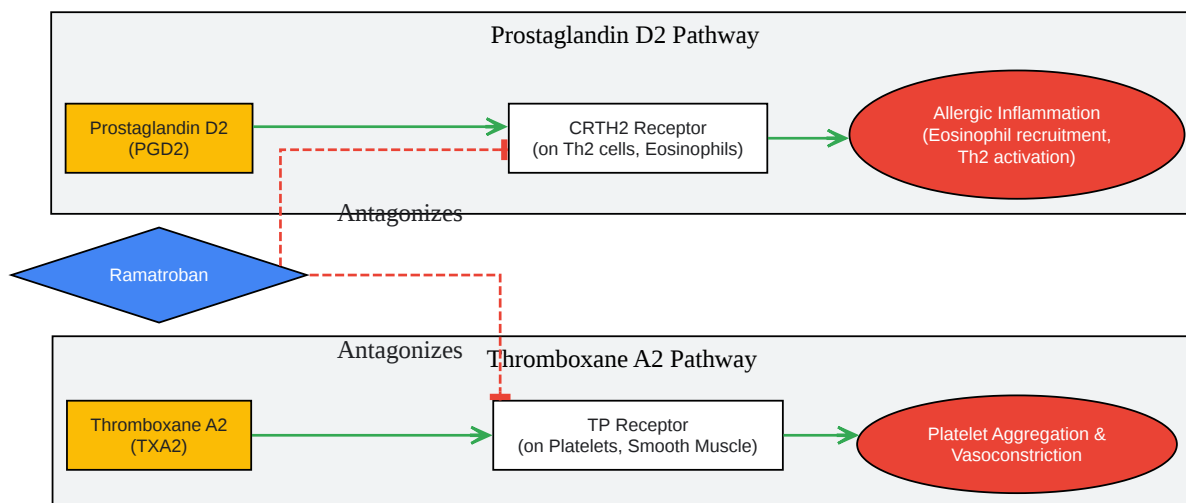 Prostaglandin D2 Pathway
Prostaglandin D2
(PGD2)
CRTH2 Receptor
(on Th2 cells, Eosinophils)
Allergic Inflammation
(Eosinophil recruitment,
Th2 activation)
Antagonizes
Ramatroban
Antagonizes
Thromboxane A2 Pathway
Thromboxane A2
(TXA2)
TP Receptor
(on Platelets, Smooth Muscle)
Platelet Aggregation &
Vasoconstriction